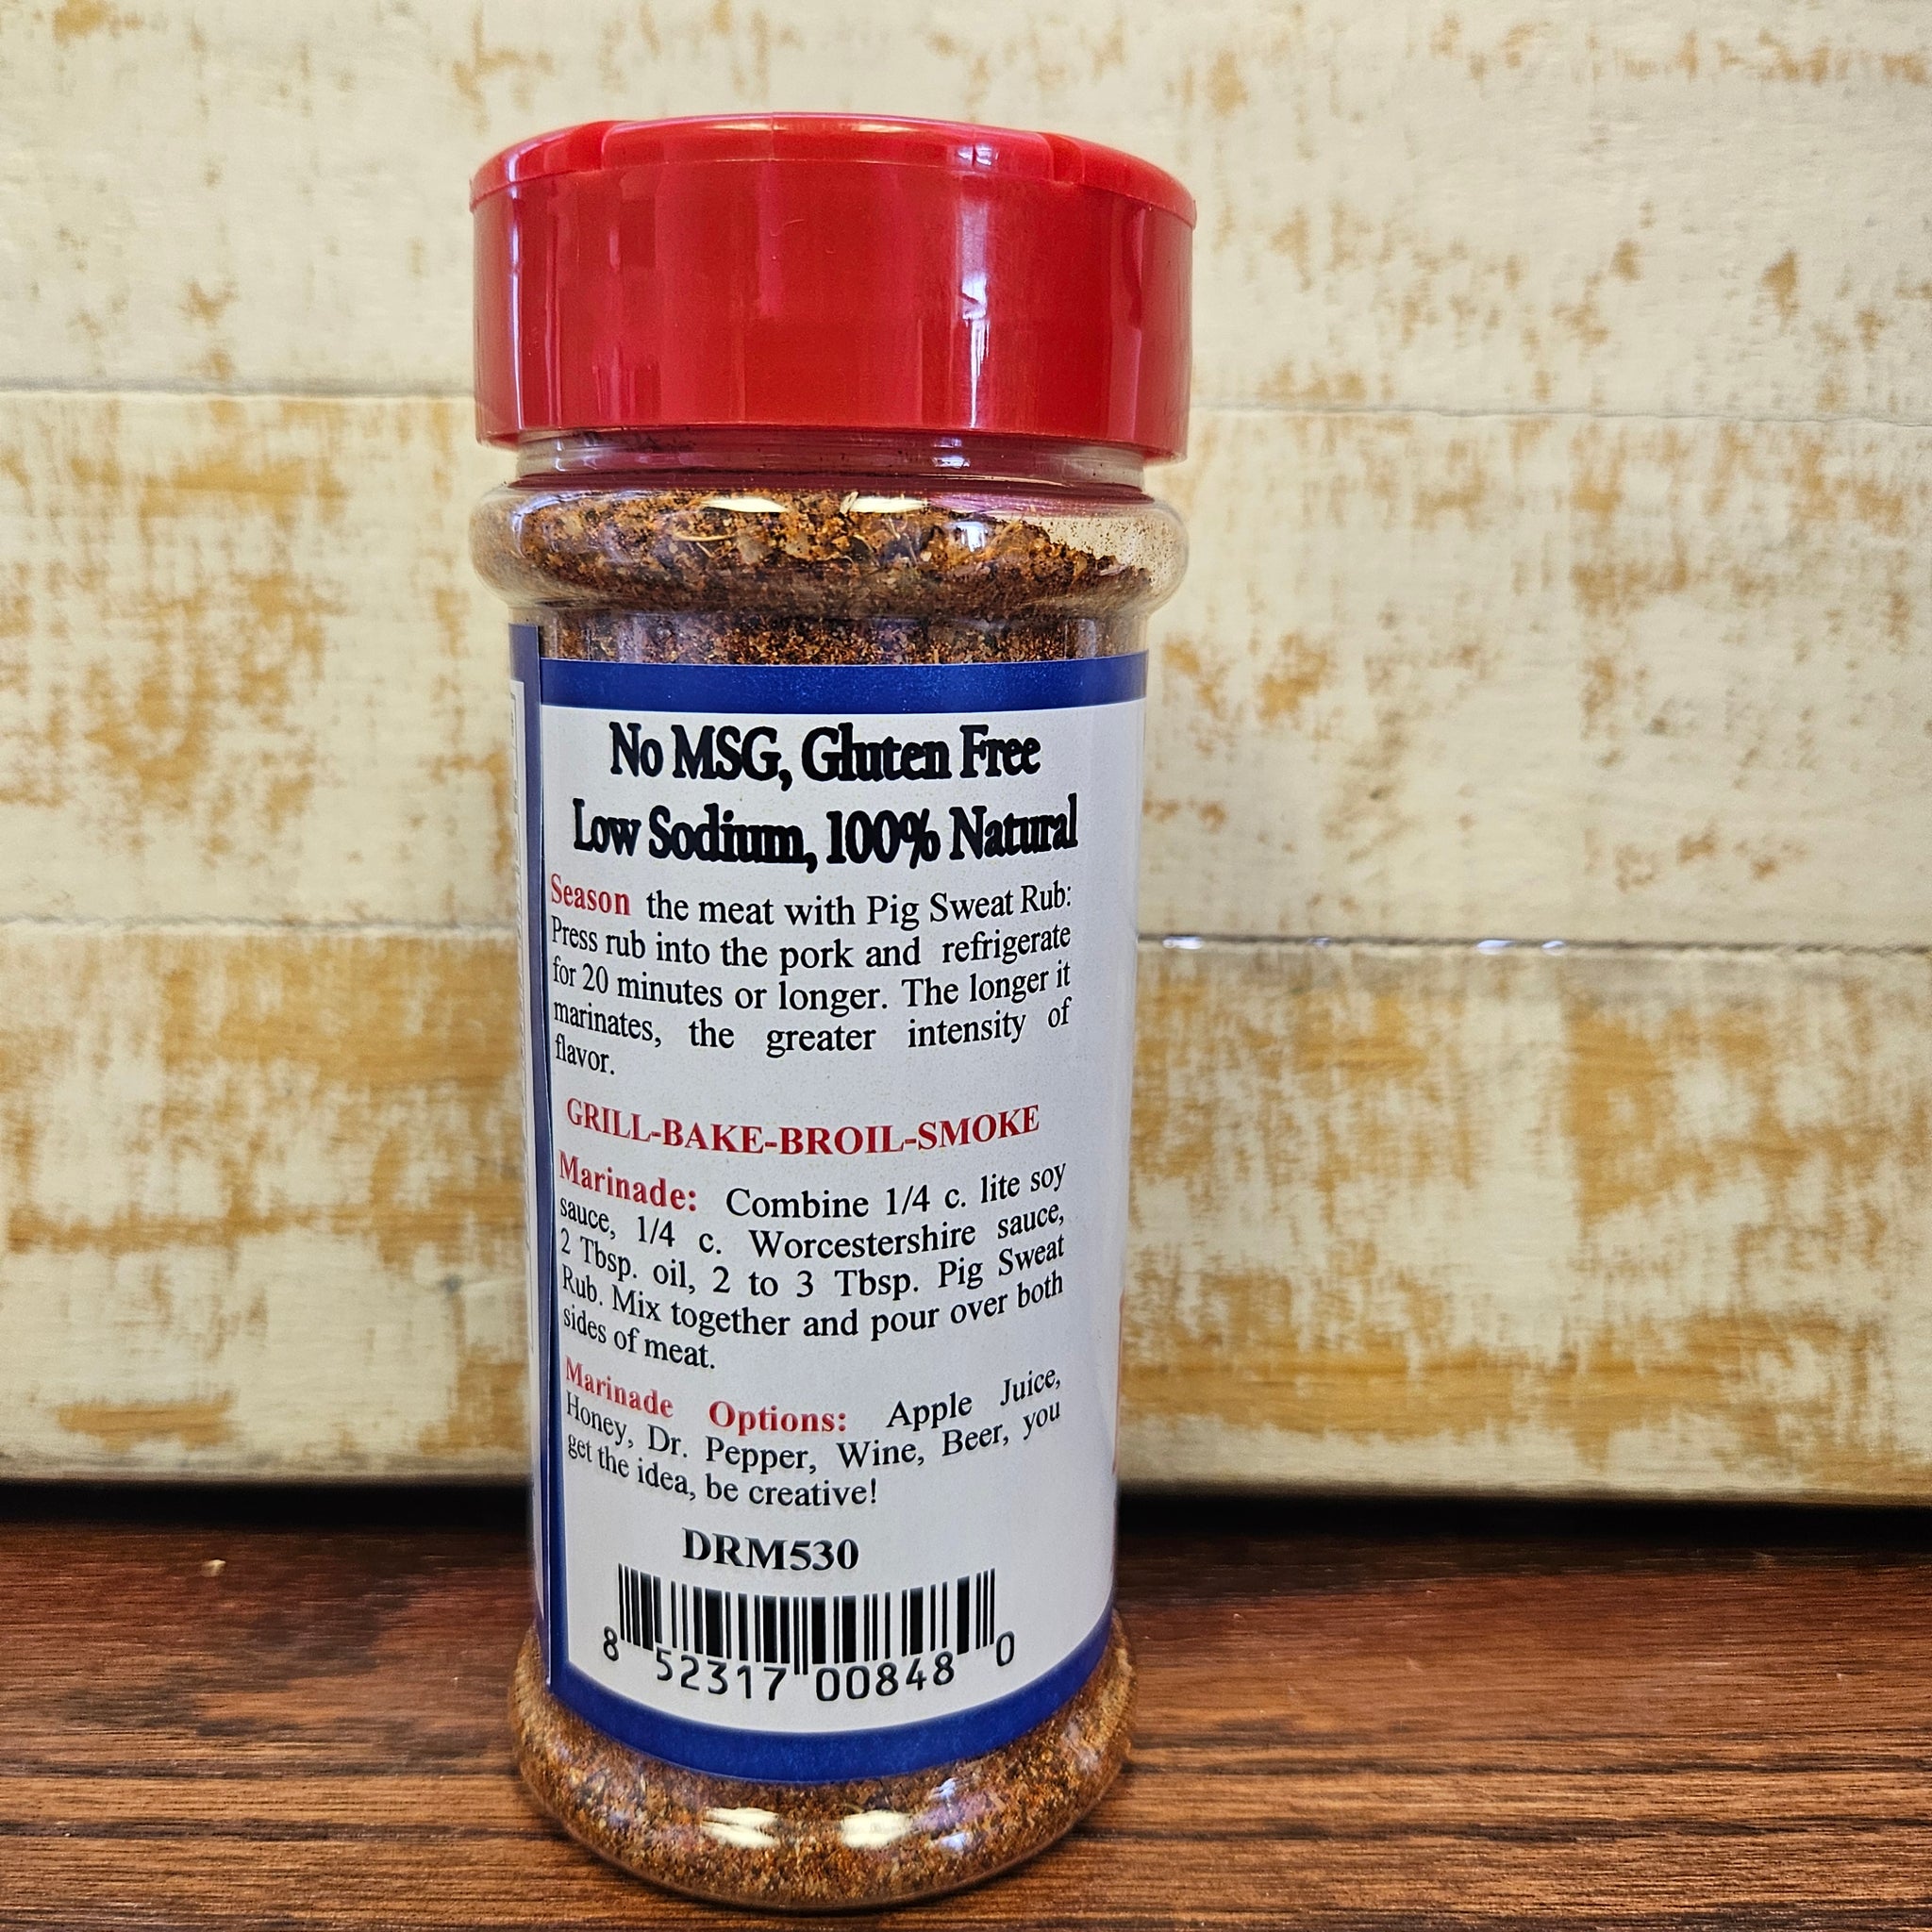 No MSG, Gluten Free
Low Sodium, 100% Natural
Season the meat with Pig Sweat Rub:
Press rub into the pork and refrigerate
for 20 minutes or longer. The longer it
marinates, the greater intensity of
flavor.
GRILL-BAKE-BROIL-SMOKE
Marinade: Combine 1/4 c. lite soy
sauce, 1/4 c. Worcestershire sauce,
2 Tbsp. oil, 2 to 3 Tbsp. Pig Sweat
Rub. Mix together and pour over both
sides of meat.
Marinade Options: Apple Juice,
Honey, Dr. Pepper, Wine, Beer, you
get the idea, be creative!
DRM530
8 52317 00848 0